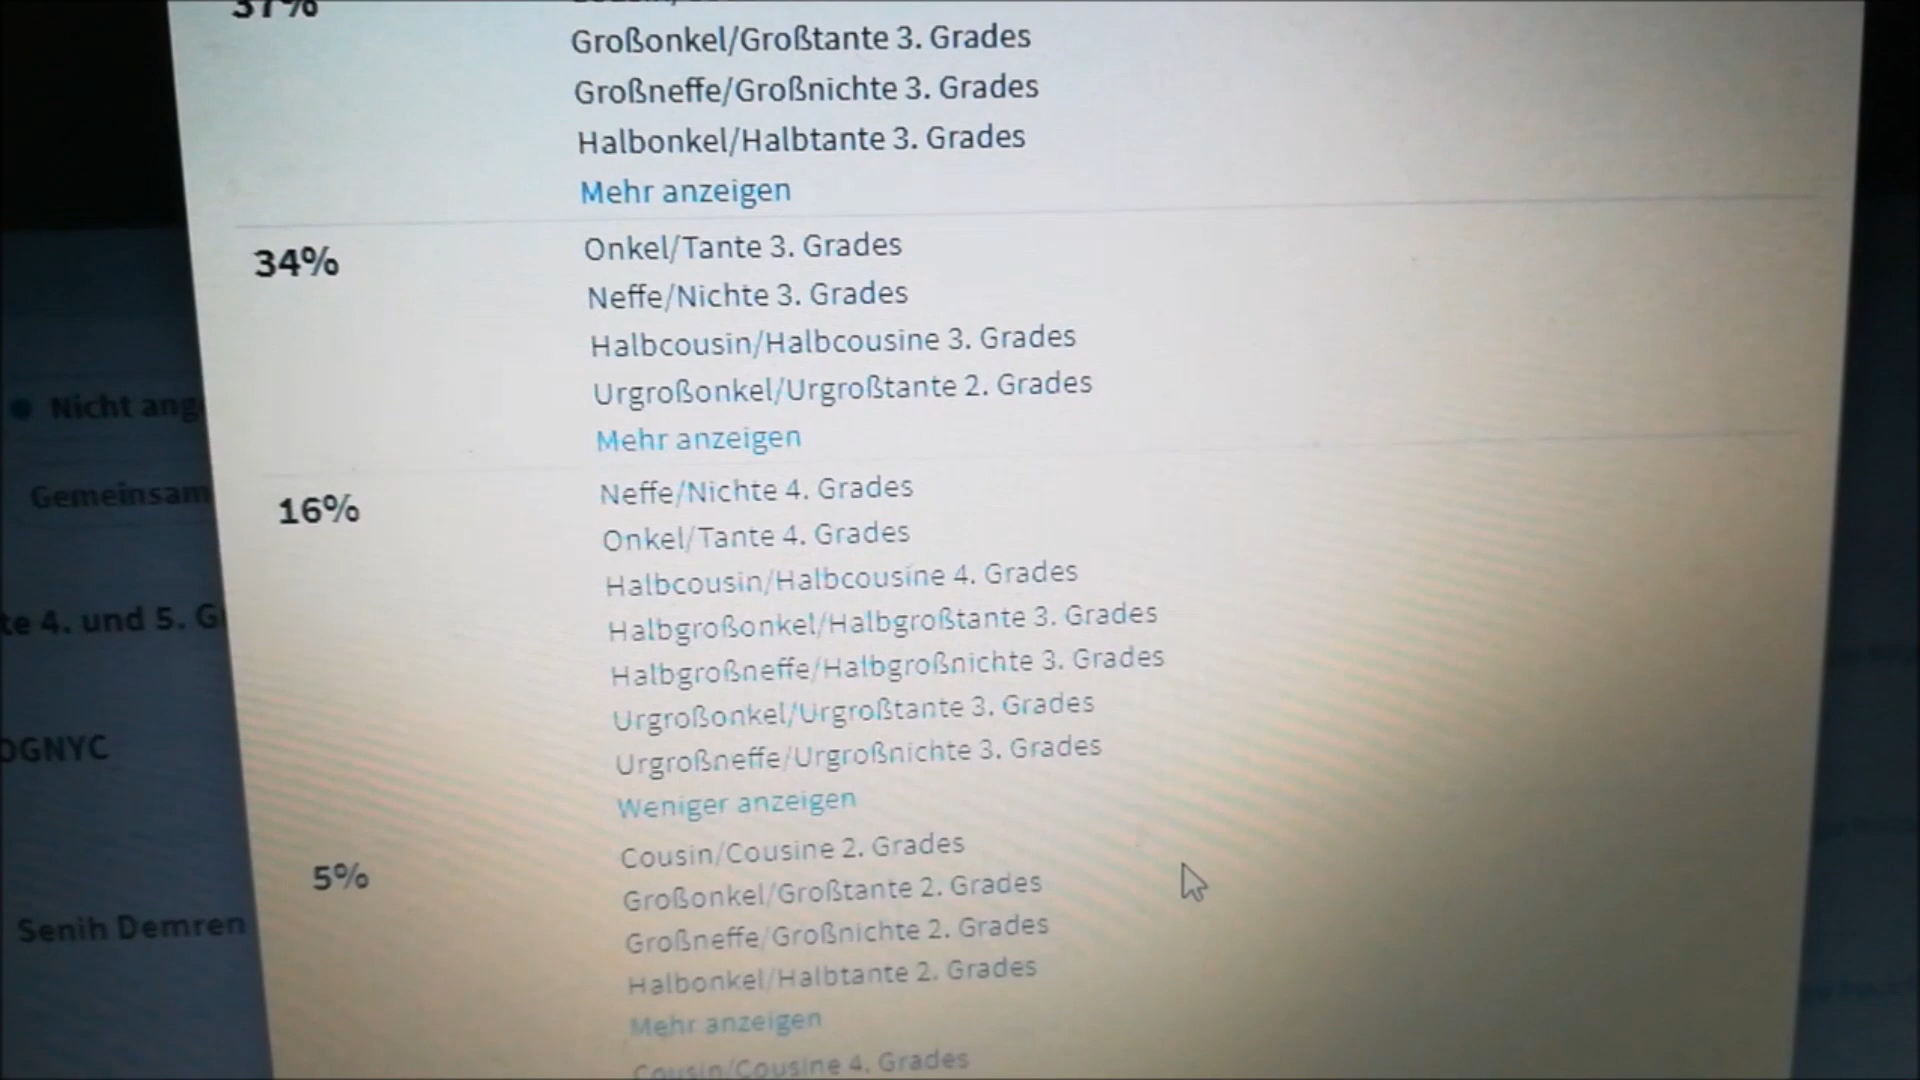 37%
Großonkel/Großtante 3. Grades
Großneffe/Großnichte 3. Grades
Halbonkel/Halbtante 3. Grades
Mehr anzeigen
34%
Onkel/Tante 3. Grades
Neffe/Nichte 3. Grades
Halbcousin/Halbcousine 3. Grades
Urgroßonkel/Urgroßtante 2. Grades
Mehr anzeigen
16%
Neffe/Nichte 4. Grades
Onkel/Tante 4. Grades
Halbcousin/Halbcousine 4. Grades
Halbgroßonkel/Halbgroßtante 3. Grades
Halbgroßneffe/Halbgroßnichte 3. Grades
Urgroßonkel/Urgroßtante 3. Grades
Urgroßneffe/Urgroßnichte 3. Grades
Weniger anzeigen
5%
Cousin/Cousine 2. Grades
Großonkel/Großtante 2. Grades
Großneffe/Großnichte 2. Grades
Halbonkel/Halbtante 2. Grades
Mehr anzeigen
Cousin/Cousine 4. Grades
Nicht ang
Gemeinsam
te 4. und 5. G
OGNYC
Senih Demren